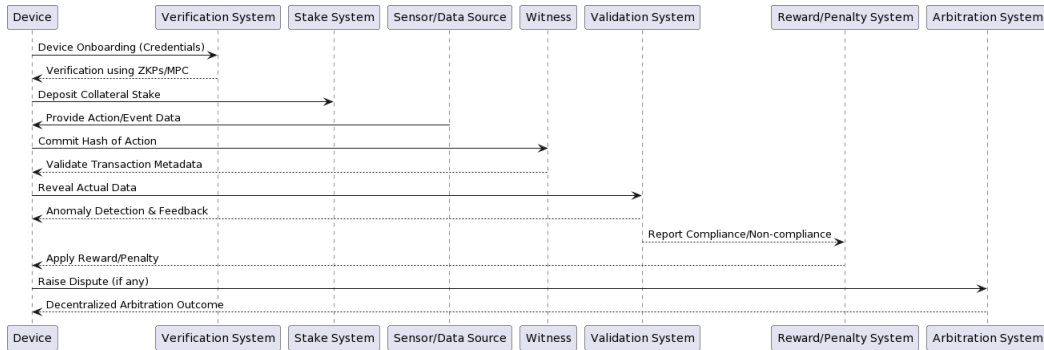 Device Verification System Stake System Sensor/Data Source Witness Validation System Reward/Penalty System Arbitration System
Device Onboarding (Credentials)
Verification using ZKPs/MPC
Deposit Collateral Stake
Provide Action/Event Data
Commit Hash of Action
Validate Transaction Metadata
Reveal Actual Data
Anomaly Detection & Feedback
Report Compliance/Non-compliance
Apply Reward/Penalty
Raise Dispute (if any)
Decentralized Arbitration Outcome
Device Verification System Stake System Sensor/Data Source Witness Validation System Reward/Penalty System Arbitration System